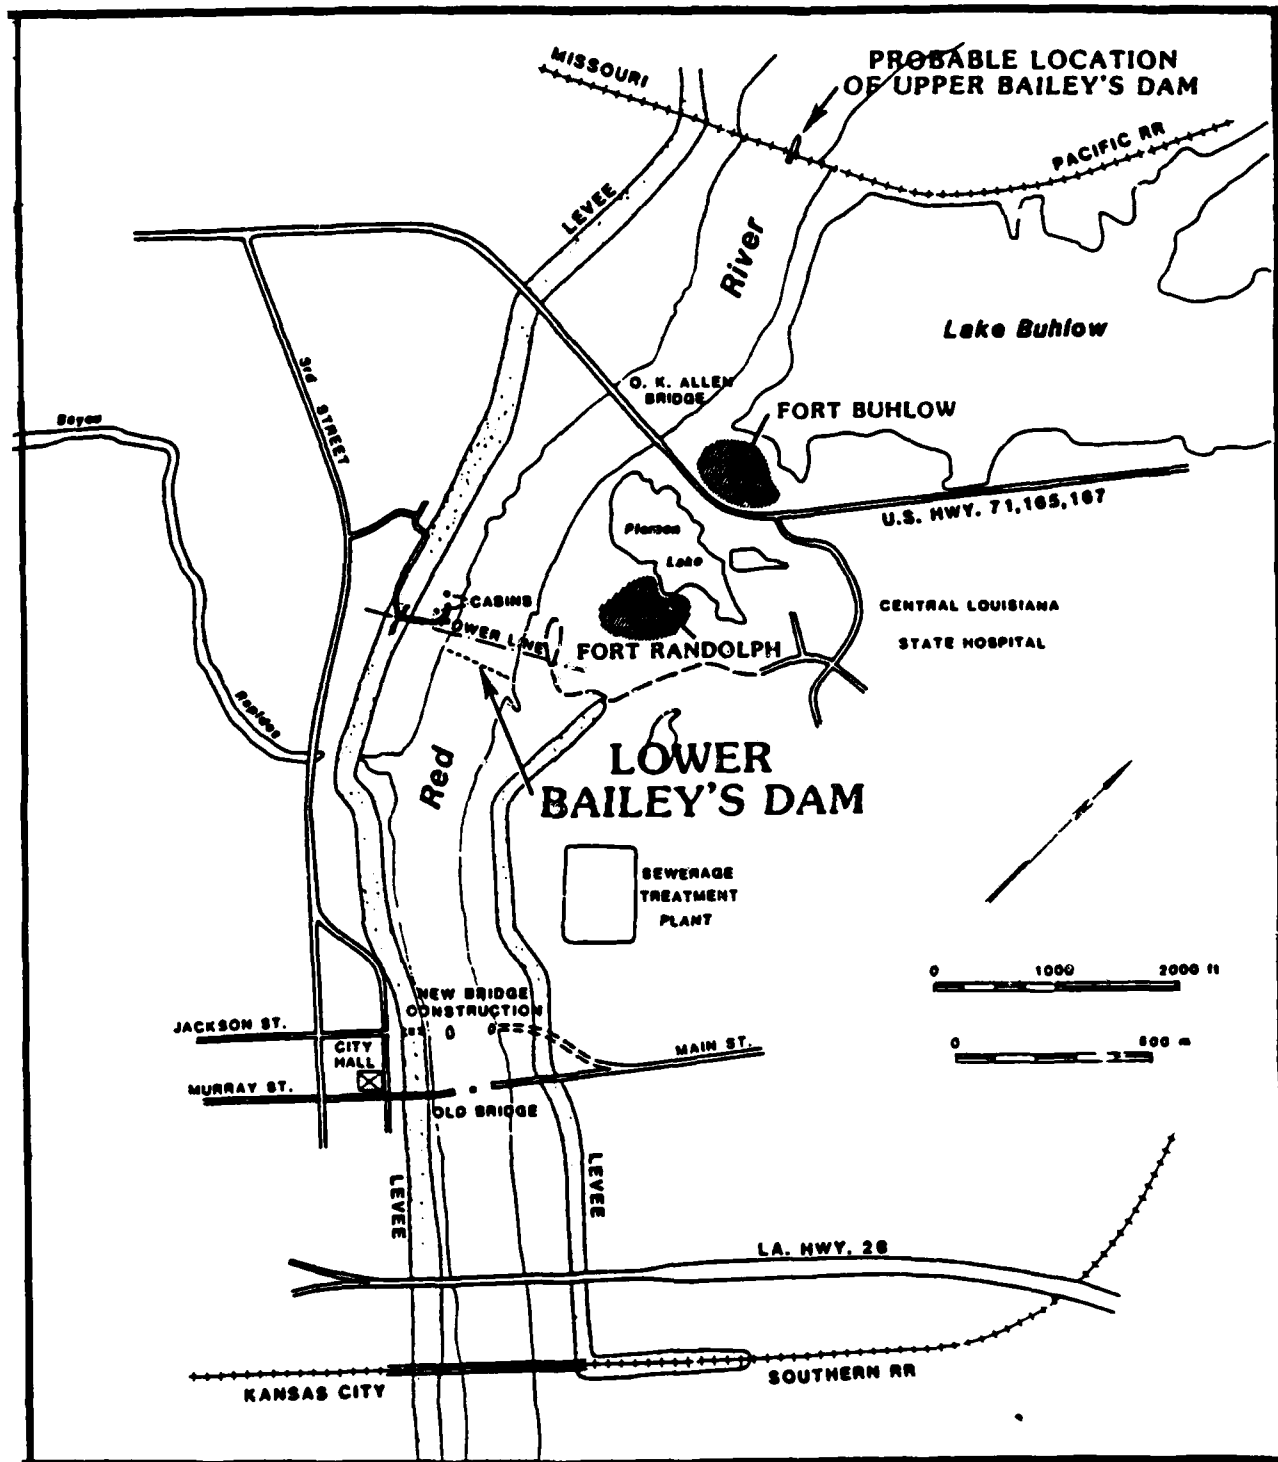 MISSOURI
PROBABLE LOCATION
OF UPPER BAILEY'S DAM
PACIFIC RR
LEVEE
River
Lake Buhlow
3rd STREET
O. K. ALLEN
BRIDGE
FORT BUHLOW
Bayou
U.S. HWY. 71,165,167
Lake
CABINS
OWER LINE
CENTRAL LOUISIANA
STATE HOSPITAL
FORT RANDOLPH
Rapides
Red
LOWER
BAILEY'S DAM
SEWERAGE
TREATMENT
PLANT
0 1000 2000 ft
NEW BRIDGE
CONSTRUCTION
JACKSON ST.
CITY
HALL
MAIN ST.
0 500 m
MURRAY ST.
OLD BRIDGE
LEVEE
LEVEE
LA. HWY. 28
KANSAS CITY
SOUTHERN RR